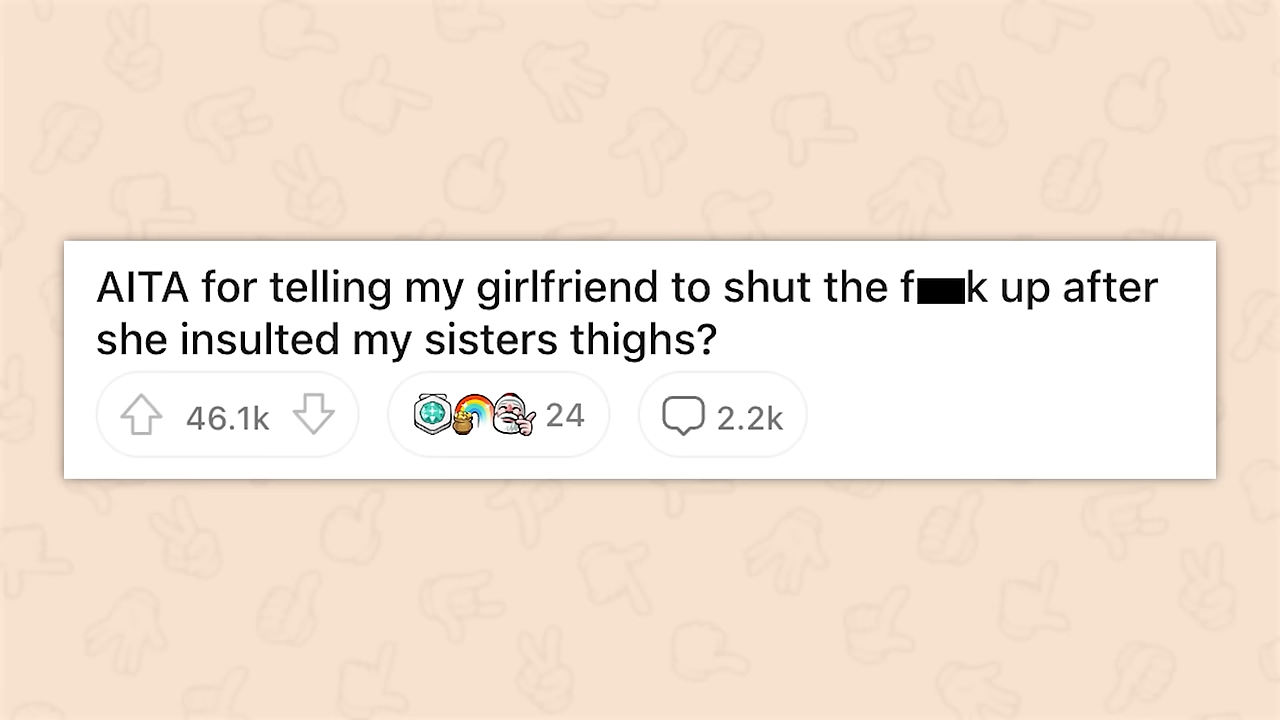 AITA for telling my girlfriend to shut the f██k up after
she insulted my sisters thighs?
46.1k 24 2.2k